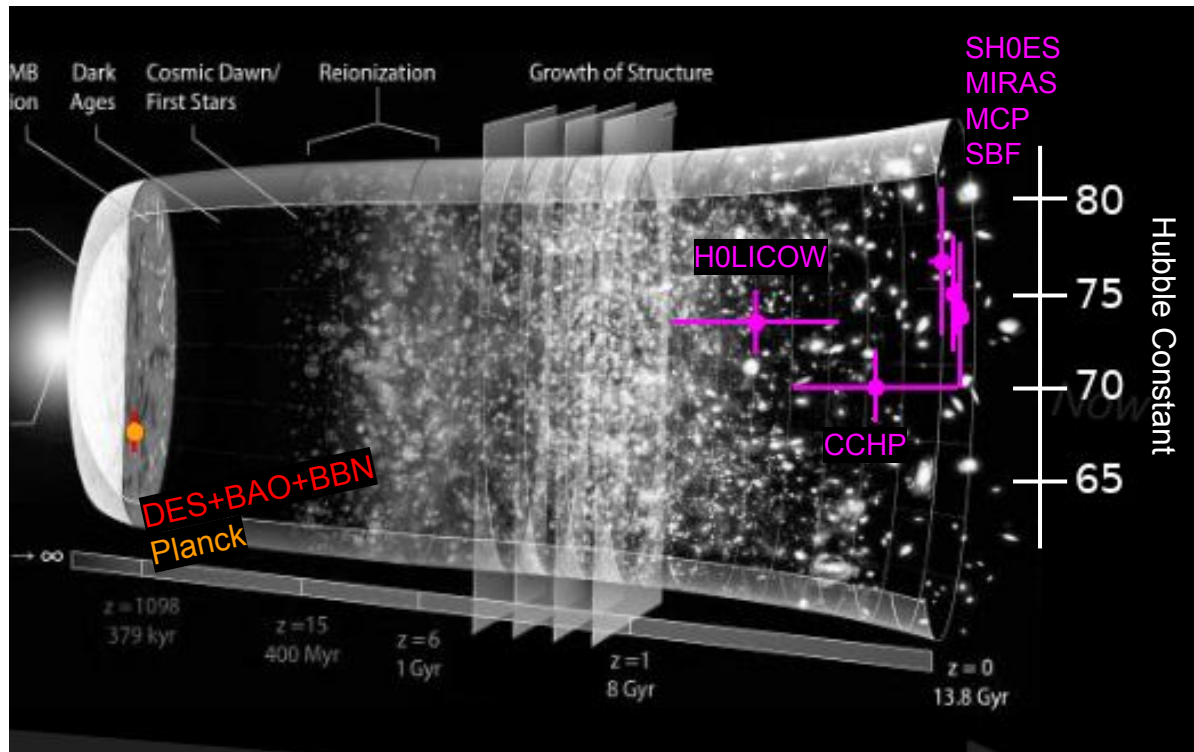 MB
ion
Dark
Ages
Cosmic Dawn/
First Stars
Reionization
Growth of Structure
SH0ES
MIRAS
MCP
SBF
80
75
70
65
Hubble Constant
Now
H0LICOW
CCHP
DES+BAO+BBN
Planck
→ ∞
z=1098
379 kyr
z=15
400 Myr
z=6
1 Gyr
z=1
8 Gyr
z=0
13.8 Gyr